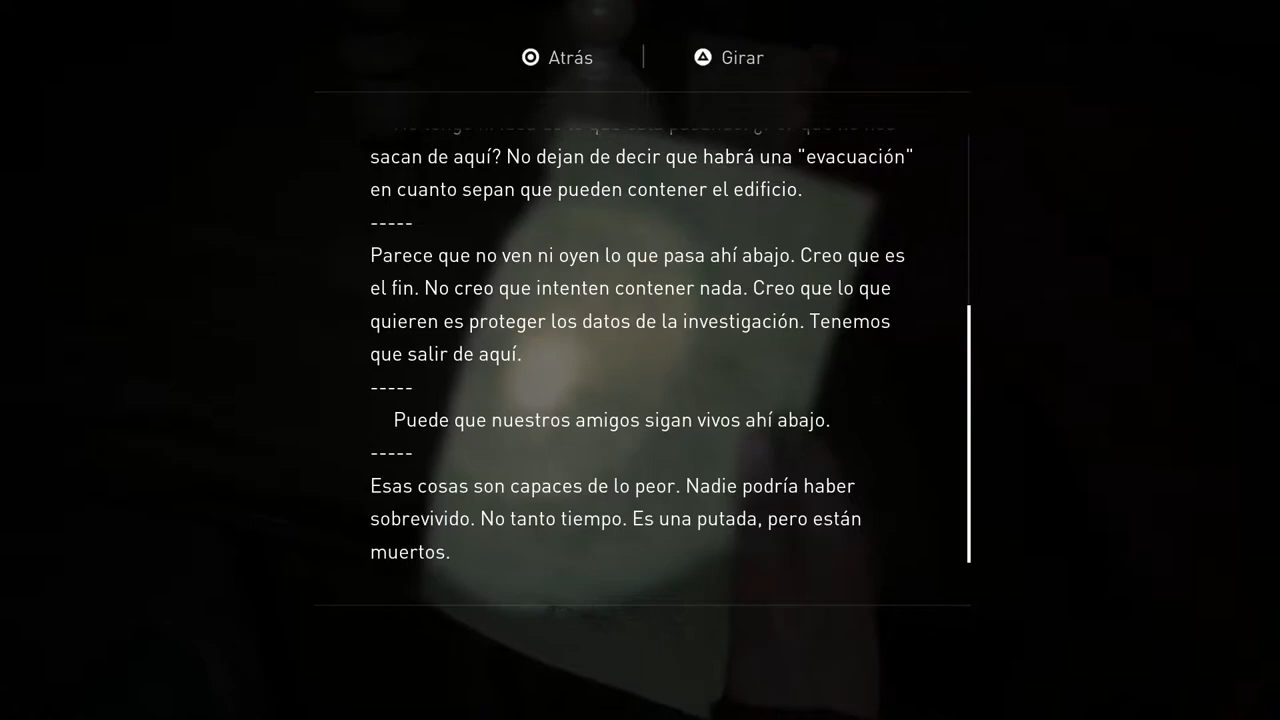 Atrás
Girar
sacan de aquí? No dejan de decir que habrá una "evacuación"
en cuanto sepan que pueden contener el edificio.
-----
Parece que no ven ni oyen lo que pasa ahí abajo. Creo que es
el fin. No creo que intenten contener nada. Creo que lo que
quieren es proteger los datos de la investigación. Tenemos
que salir de aquí.
-----
Puede que nuestros amigos sigan vivos ahí abajo.
-----
Esas cosas son capaces de lo peor. Nadie podría haber
sobrevivido. No tanto tiempo. Es una putada, pero están
muertos.